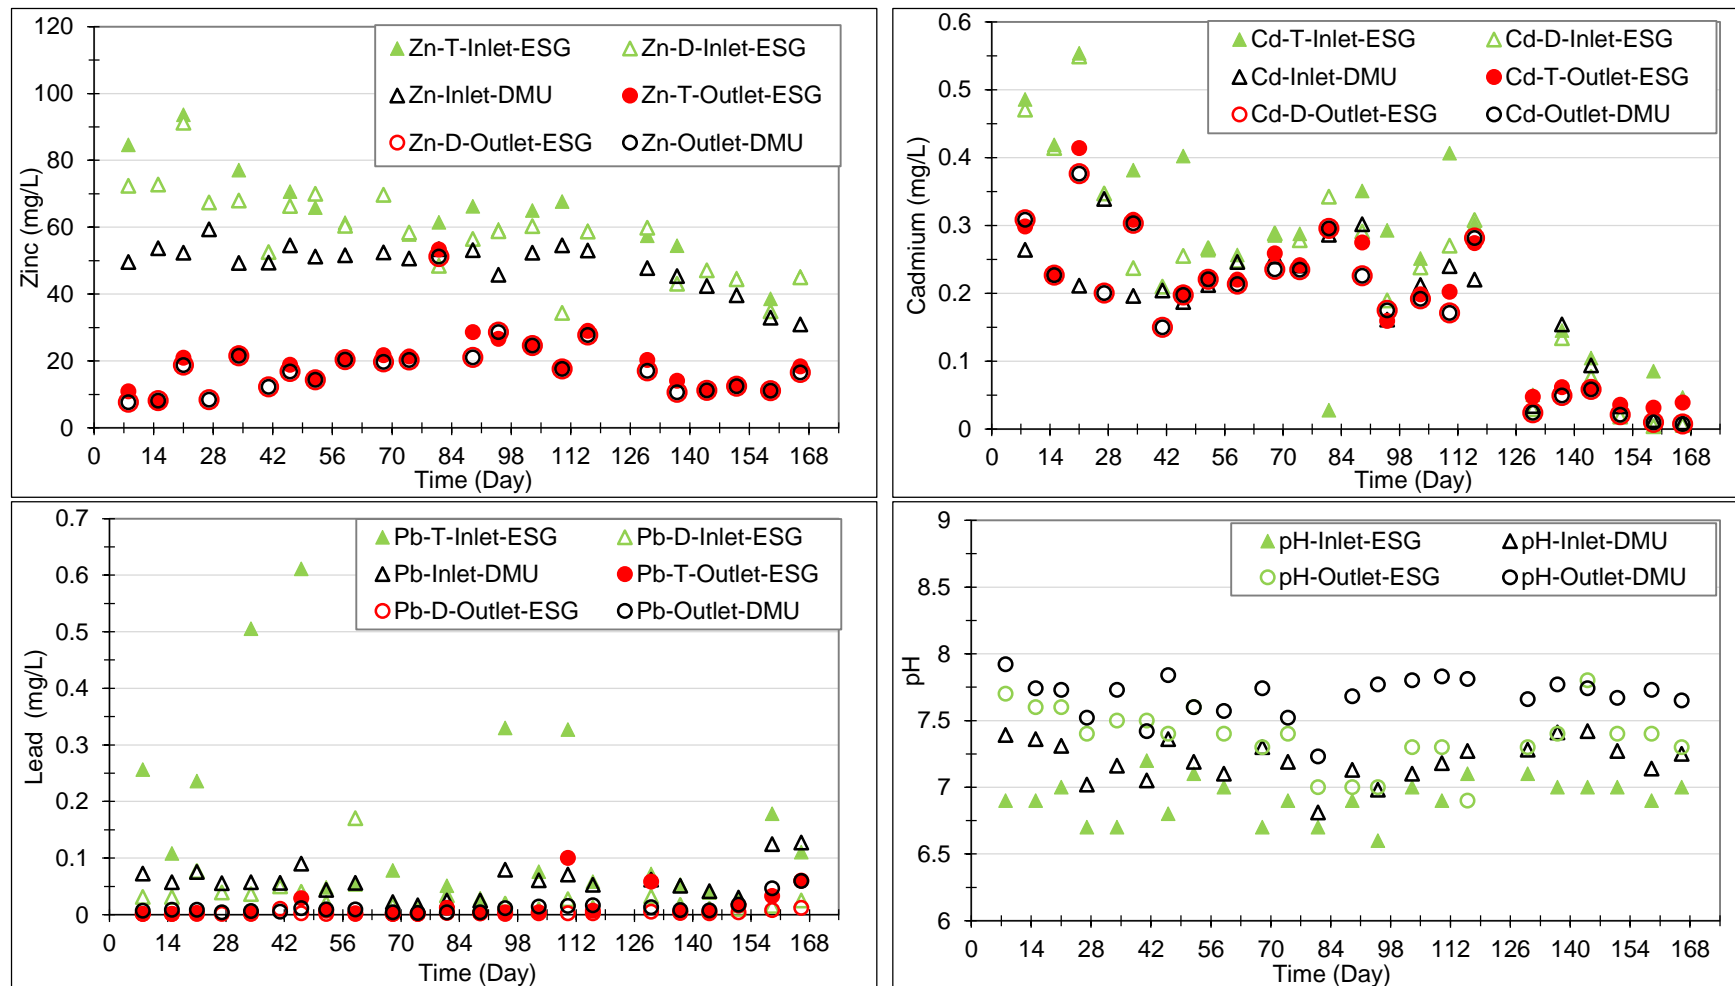 120
100
80
60
40
20
0
Zinc (mg/L)
Zn-T-Inlet-ESG Zn-D-Inlet-ESG
Zn-Inlet-DMU Zn-T-Outlet-ESG
Zn-D-Outlet-ESG Zn-Outlet-DMU
0 14 28 42 56 70 84 98 112 126 140 154 168
Time (Day)
0.6
0.5
0.4
0.3
0.2
0.1
0
Cadmium (mg/L)
Cd-T-Inlet-ESG Cd-D-Inlet-ESG
Cd-Inlet-DMU Cd-T-Outlet-ESG
Cd-D-Outlet-ESG Cd-Outlet-DMU
0 14 28 42 56 70 84 98 112 126 140 154 168
Time (Day)
0.7
0.6
0.5
0.4
0.3
0.2
0.1
0
Lead (mg/L)
Pb-T-Inlet-ESG Pb-D-Inlet-ESG
Pb-Inlet-DMU Pb-T-Outlet-ESG
Pb-D-Outlet-ESG Pb-Outlet-DMU
0 14 28 42 56 70 84 98 112 126 140 154 168
Time (Day)
9
8.5
8
7.5
7
6.5
6
pH
pH-Inlet-ESG pH-Inlet-DMU
pH-Outlet-ESG pH-Outlet-DMU
0 14 28 42 56 70 84 98 112 126 140 154 168
Time (Day)